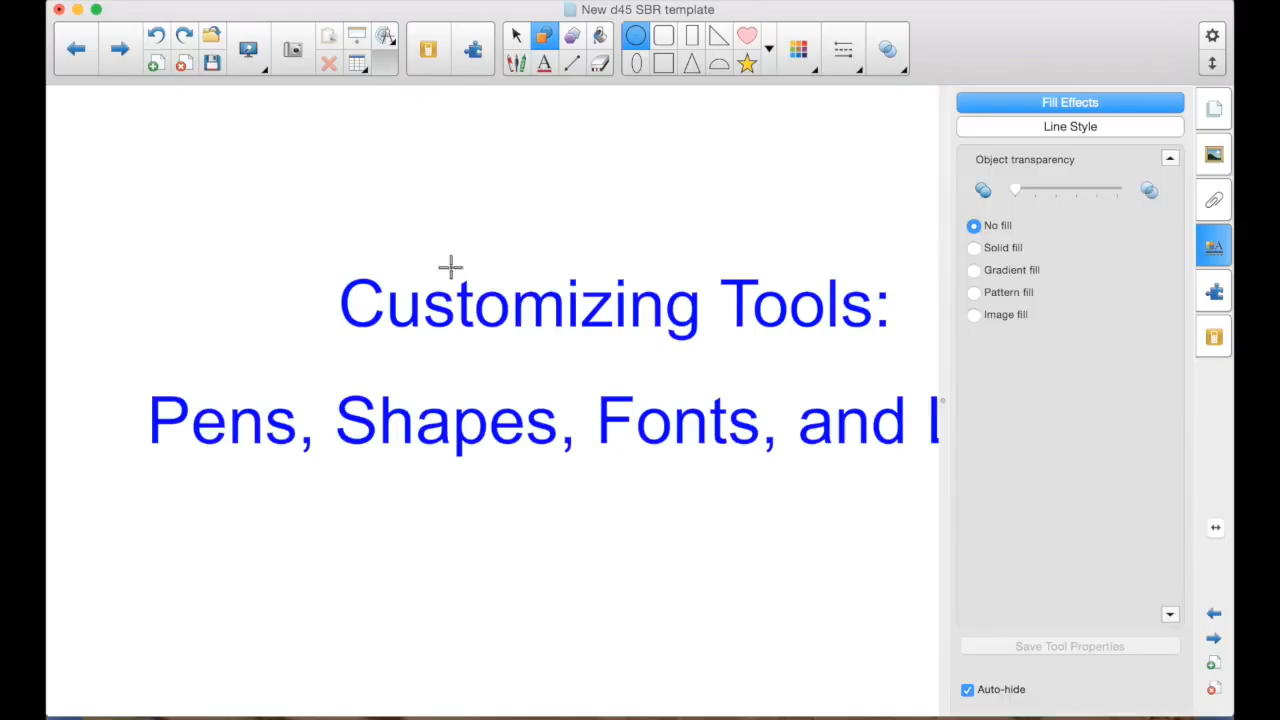 New d45 SBR template
Fill Effects
Line Style
Object transparency
No fill
Solid fill
Gradient fill
Pattern fill
Image fill
Customizing Tools:
Pens, Shapes, Fonts, and
Save Tool Properties
Auto-hide